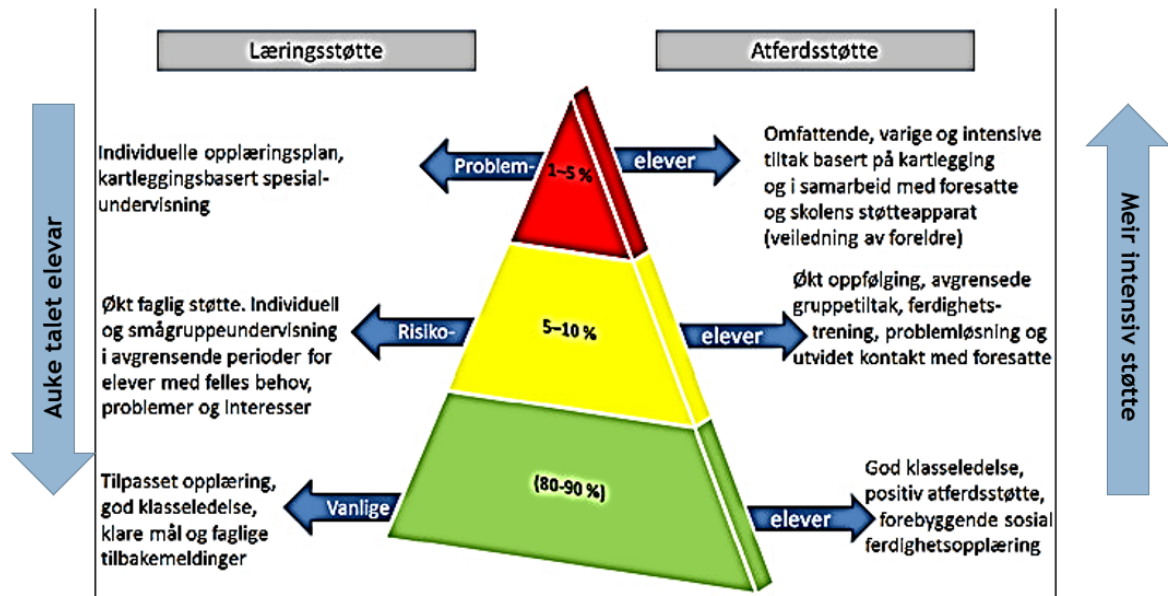 Læringsstøtte
Atferdsstøtte
Auke talet elevar
Individuelle opplæringsplan,
kartleggingsbasert spesial-
undervisning
Problem-
1–5 %
elever
Omfattende, varige og intensive
tiltak basert på kartlegging
og i samarbeid med foresatte
og skolens støtteapparat
(veiledning av foreldre)
Økt faglig støtte. Individuell
og smågruppeundervisning
i avgrensende perioder for
elever med felles behov,
problemer og interesser
Risiko-
5–10 %
elever
Økt oppfølging, avgrensede
gruppetiltak, ferdighets-
trening, problemløsning og
utvidet kontakt med foresatte
Tilpasset opplæring,
god klasseledelse,
klare mål og faglige
tilbakemeldinger
Vanlige
(80-90 %)
elever
God klasseledelse,
positiv atferdsstøtte,
forebyggende sosial
ferdighetsopplæring
Meir intensiv støtte